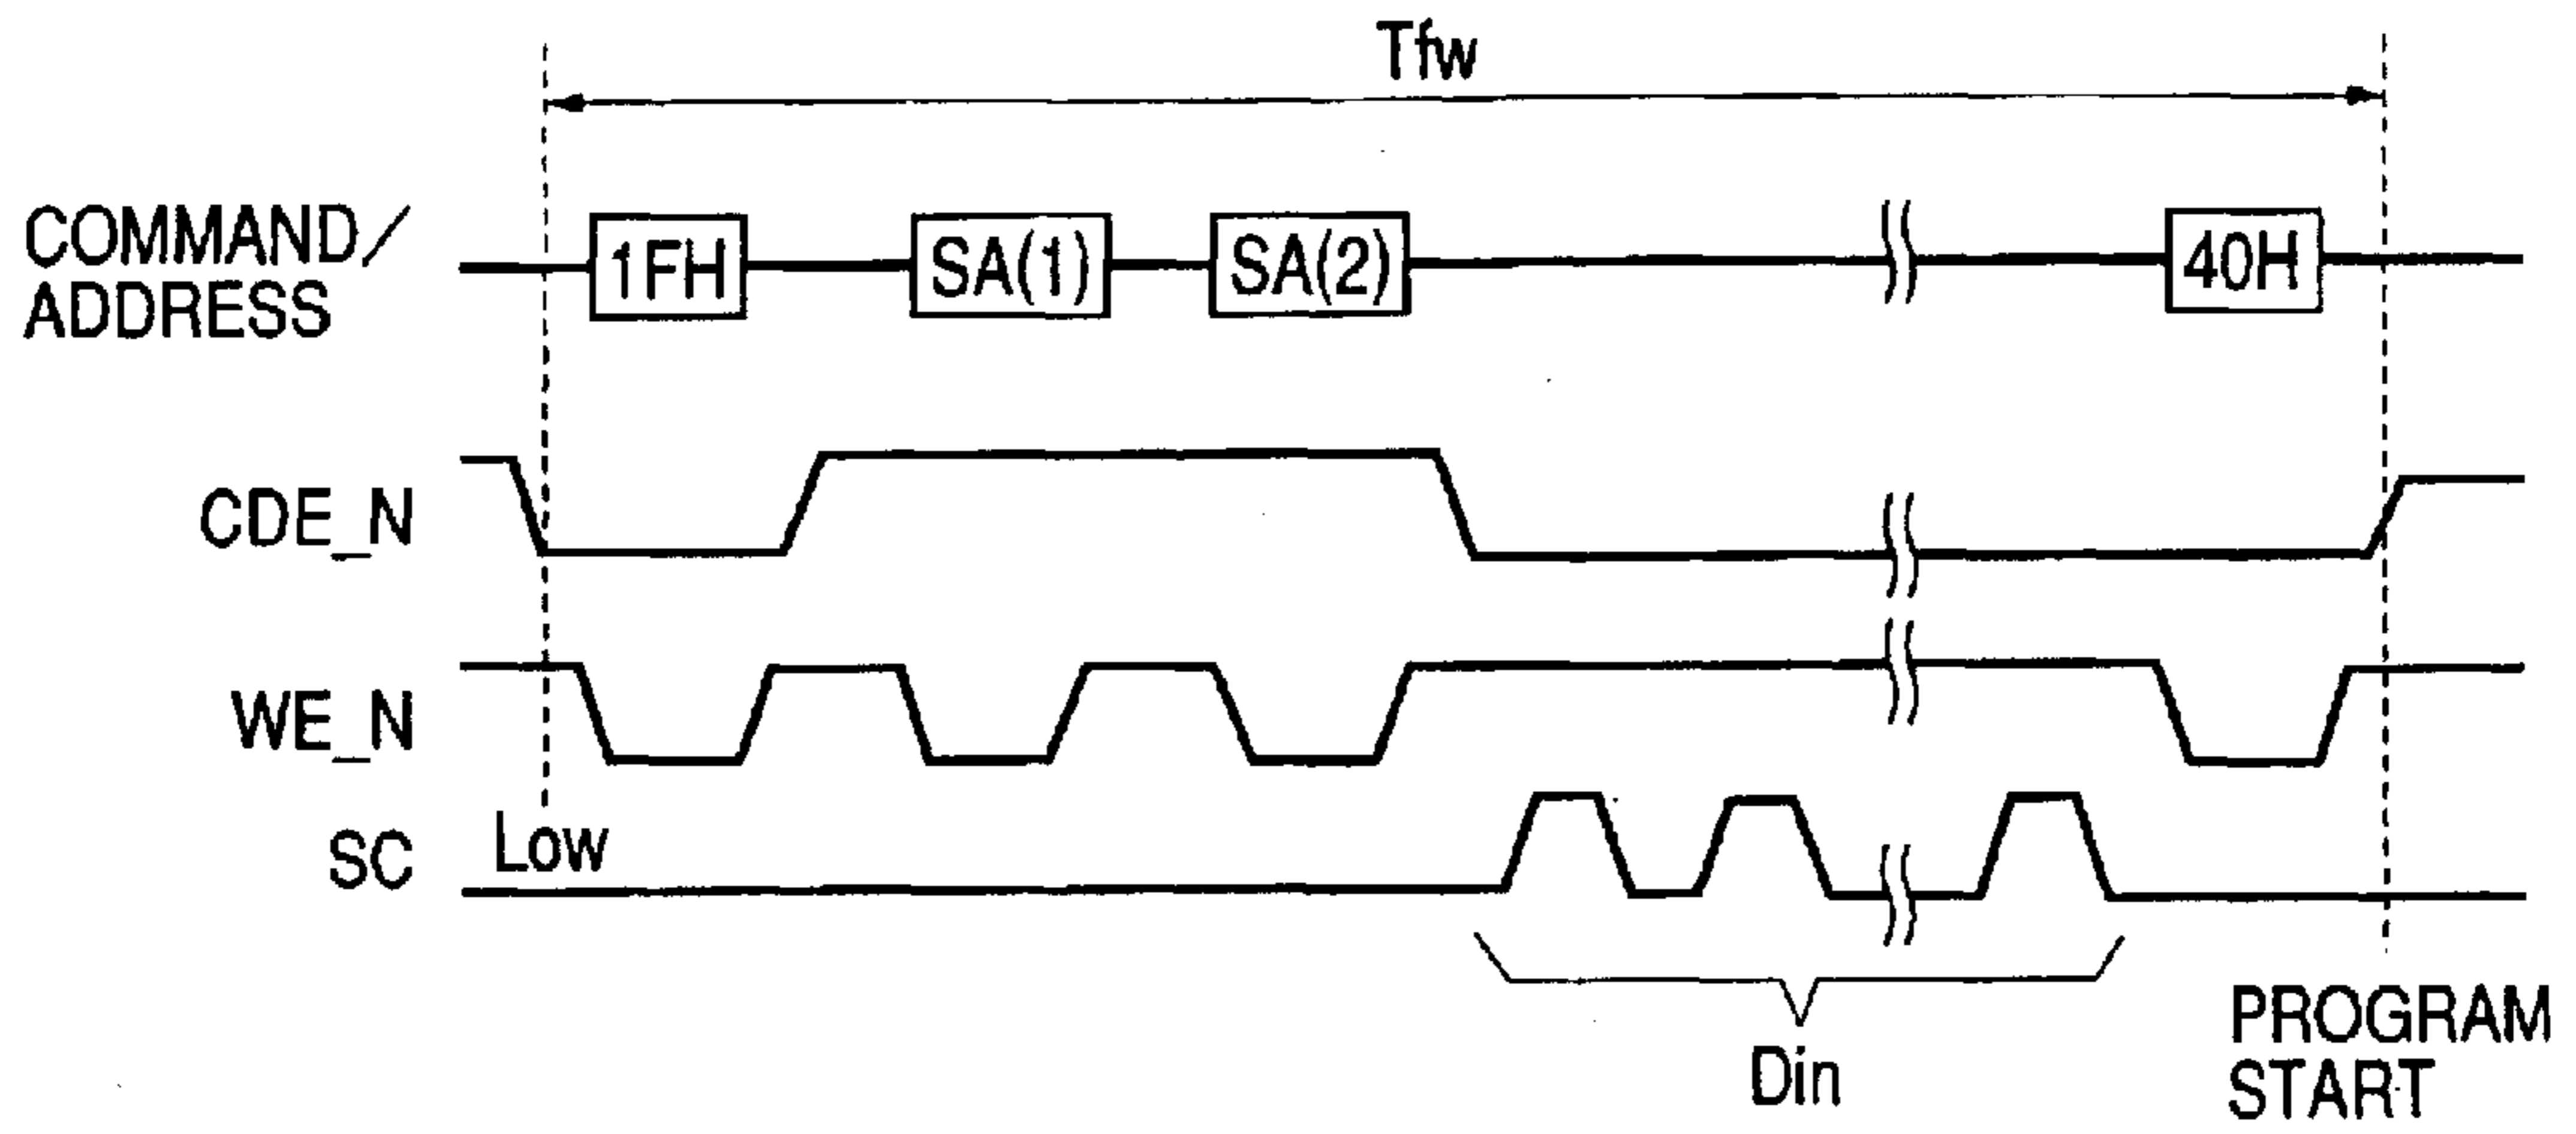 Tfw
COMMAND/
ADDRESS
1FH
SA(1)
SA(2)
40H
CDE_N
WE_N
SC
Low
Din
PROGRAM
START